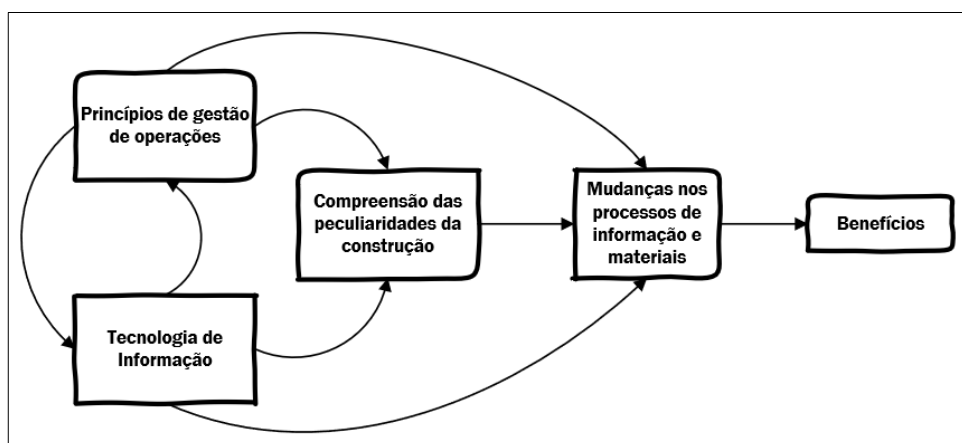 Princípios de gestão
de operações
Compreensão das
peculiaridades da
construção
Mudanças nos
processos de
informação e
materiais
Benefícios
Tecnologia de
Informação